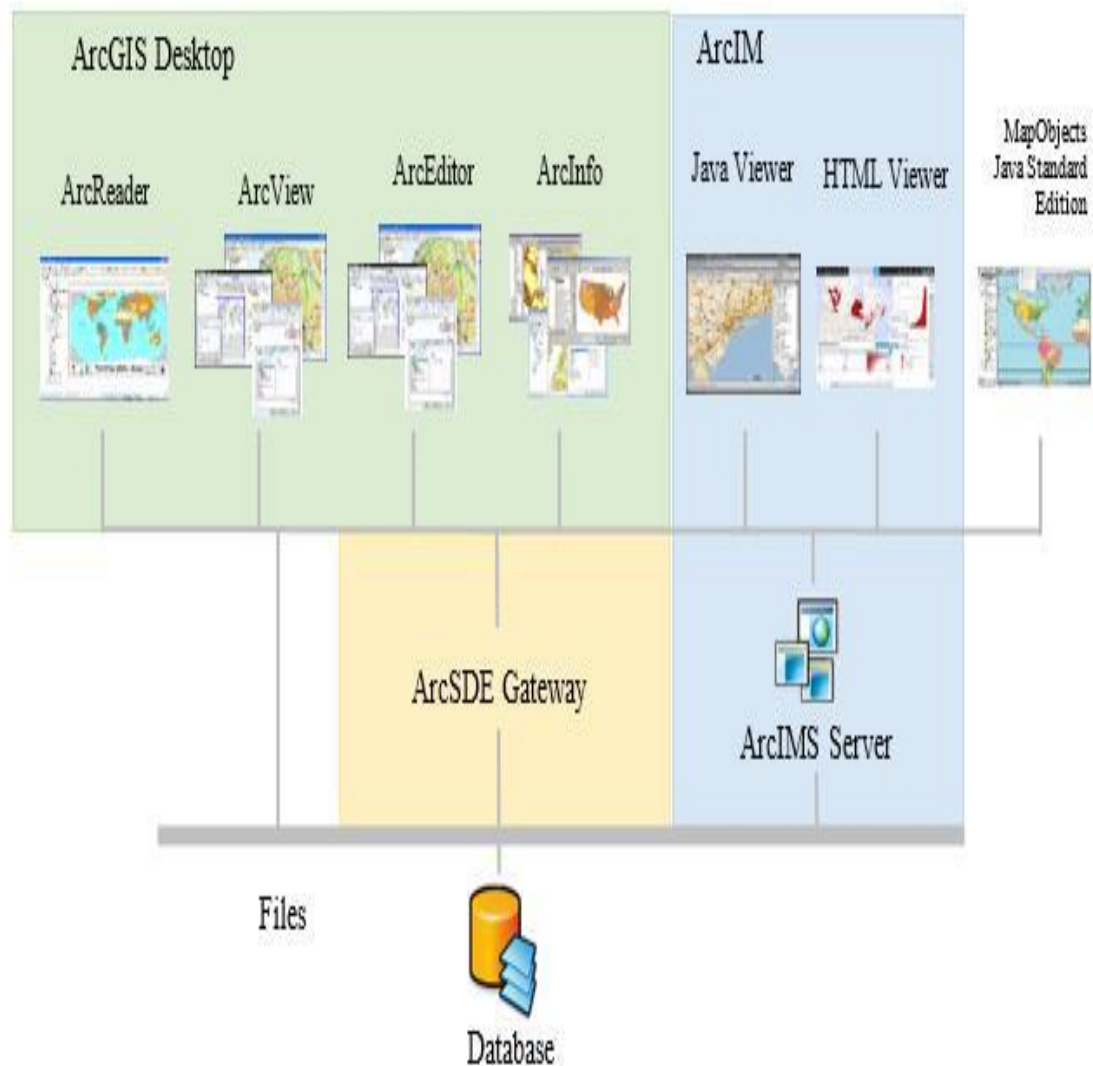 ArcGIS Desktop
ArcIM
ArcReader
ArcView
ArcEditor
ArcInfo
Java Viewer
HTML Viewer
MapObjects
Java Standard
Edition
ArcSDE Gateway
ArcIMS Server
Files
Database